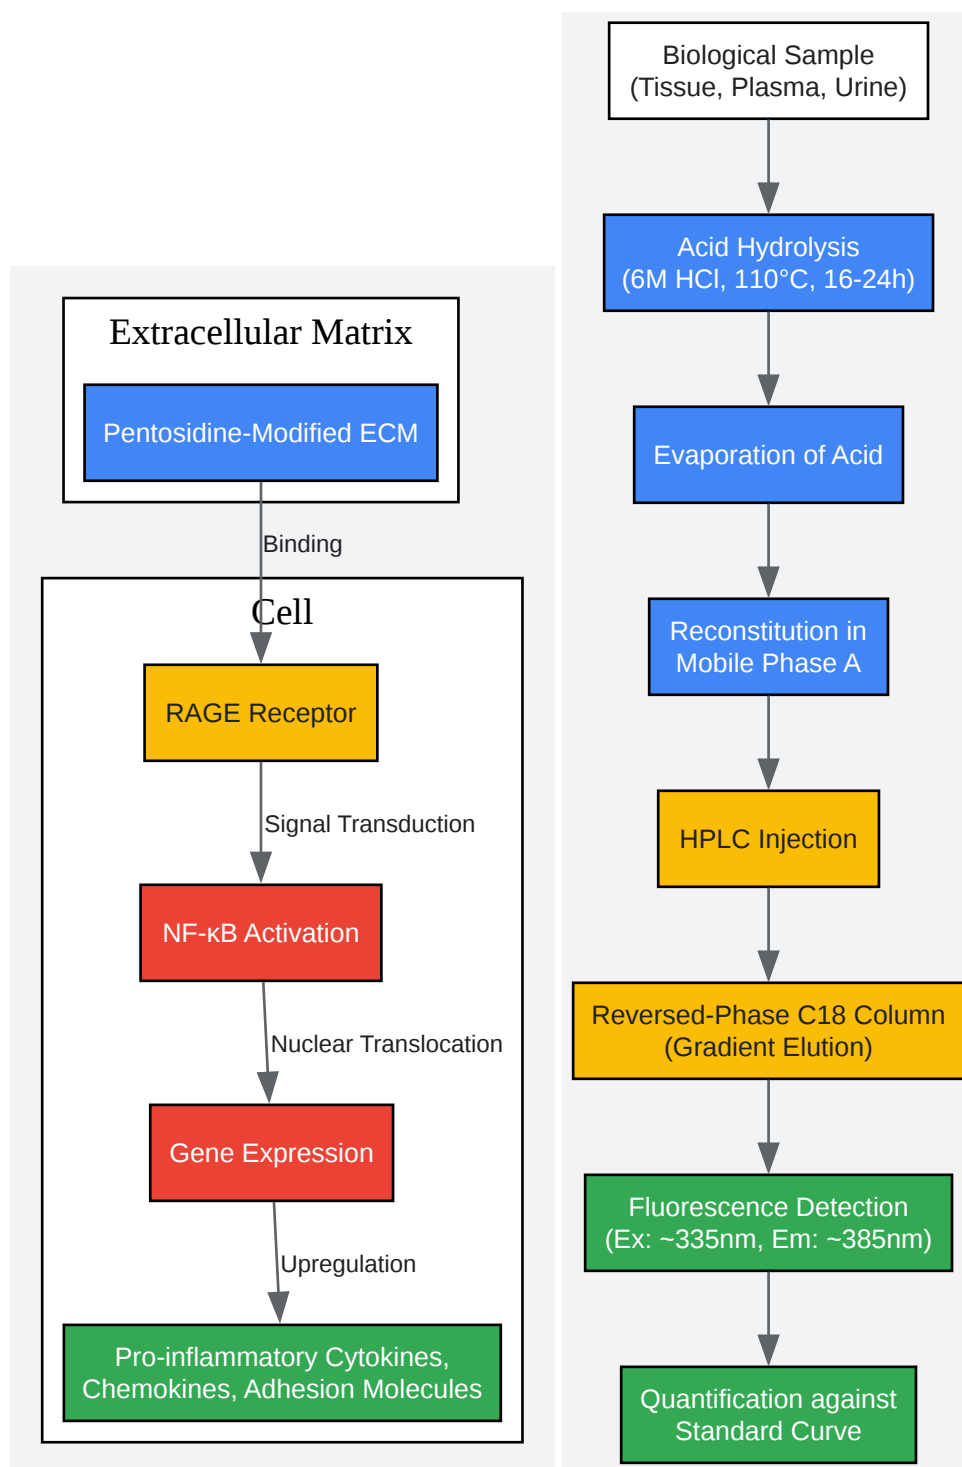 Extracellular Matrix
Pentosidine-Modified ECM
Binding
Cell
RAGE Receptor
Signal Transduction
NF-κB Activation
Nuclear Translocation
Gene Expression
Upregulation
Pro-inflammatory Cytokines,
Chemokines, Adhesion Molecules
Biological Sample
(Tissue, Plasma, Urine)
Acid Hydrolysis
(6M HCl, 110°C, 16-24h)
Evaporation of Acid
Reconstitution in
Mobile Phase A
HPLC Injection
Reversed-Phase C18 Column
(Gradient Elution)
Fluorescence Detection
(Ex: ~335nm, Em: ~385nm)
Quantification against
Standard Curve